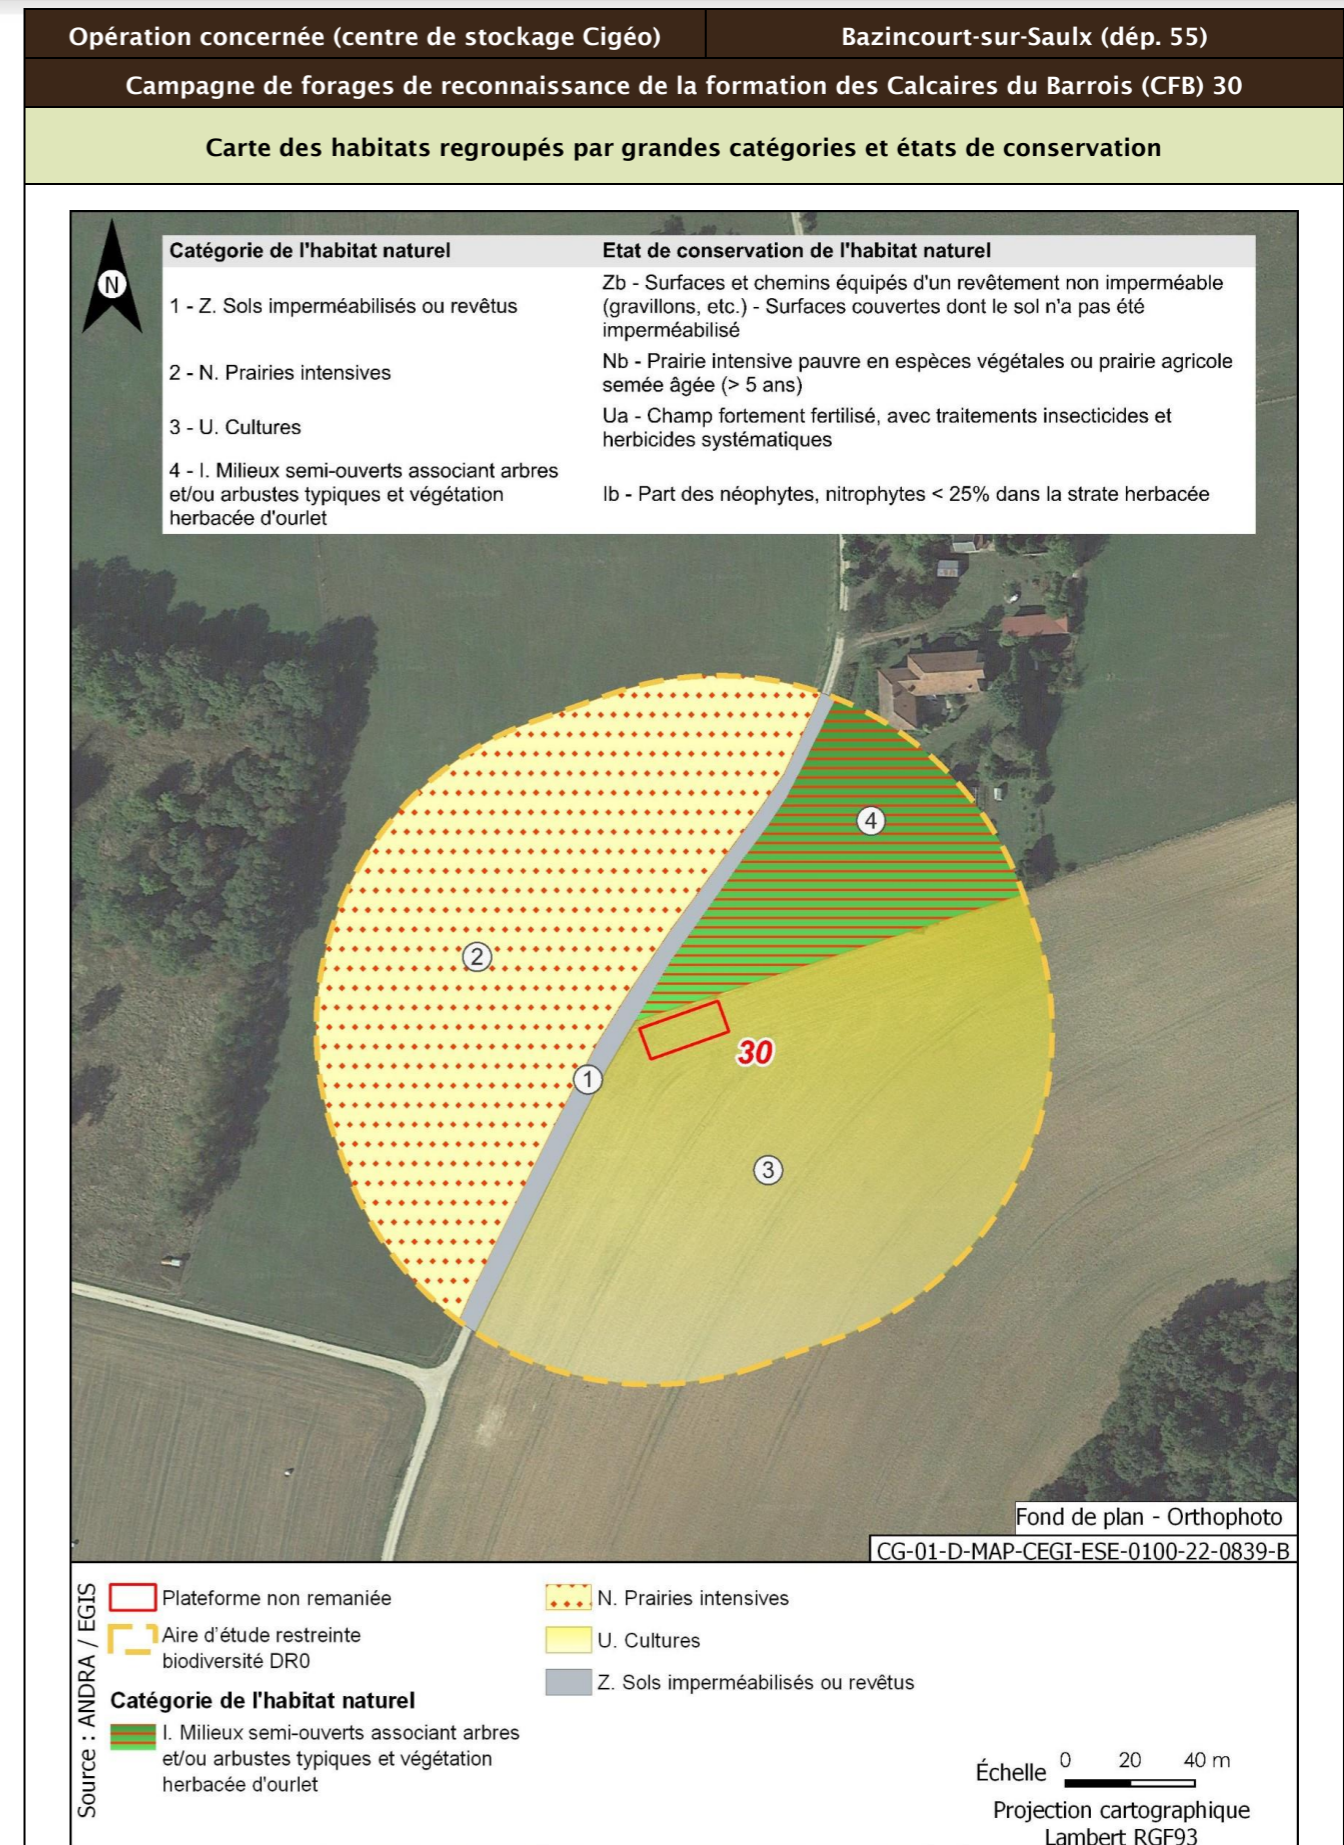 Opération concernée (centre de stockage Cigéo)
Bazincourt-sur-Saulx (dép. 55)
Campagne de forages de reconnaissance de la formation des Calcaires du Barrois (CFB) 30
Carte des habitats regroupés par grandes catégories et états de conservation
N
Catégorie de l'habitat naturel
Etat de conservation de l'habitat naturel
1 - Z. Sols imperméabilisés ou revêtus
Zb - Surfaces et chemins équipés d'un revêtement non imperméable
(gravillons, etc.) - Surfaces couvertes dont le sol n'a pas été
imperméabilisé
2 - N. Prairies intensives
Nb - Prairie intensive pauvre en espèces végétales ou prairie agricole
semée âgée (> 5 ans)
3 - U. Cultures
Ua - Champ fortement fertilisé, avec traitements insecticides et
herbicides systématiques
4 - I. Milieux semi-ouverts associant arbres
et/ou arbustes typiques et végétation
herbacée d'ourlet
Ib - Part des néophytes, nitrophytes < 25% dans la strate herbacée
4
2
30
1
3
Fond de plan - Orthophoto
CG-01-D-MAP-CEGI-ESE-0100-22-0839-B
Source : ANDRA / EGIS
Plateforme non remaniée
Aire d'étude restreinte
biodiversité DR0
Catégorie de l'habitat naturel
I. Milieux semi-ouverts associant arbres
et/ou arbustes typiques et végétation
herbacée d'ourlet
N. Prairies intensives
U. Cultures
Z. Sols imperméabilisés ou revêtus
Échelle 0 20 40 m
Projection cartographique
Lambert RGF93